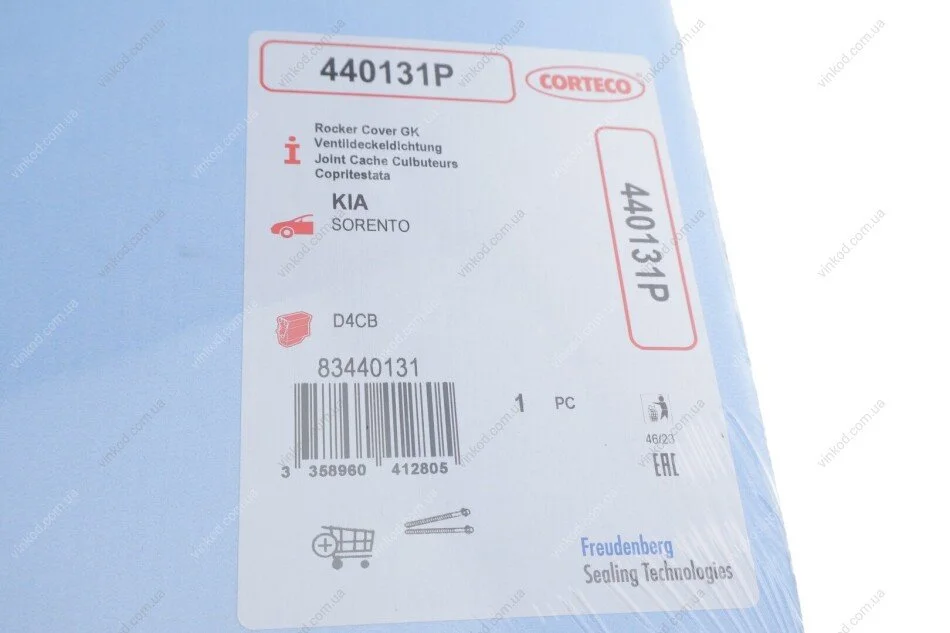 440131P
CORTECO
Rocker Cover GK
Ventildeckeldichtung
Joint Cache Culbuteurs
Copritestata
KIA
SORENTO
440131P
D4CB
83440131
1 PC
3 358960 412805
46/23
EAC
Freudenberg
Sealing Technologies
vinkod.com.ua